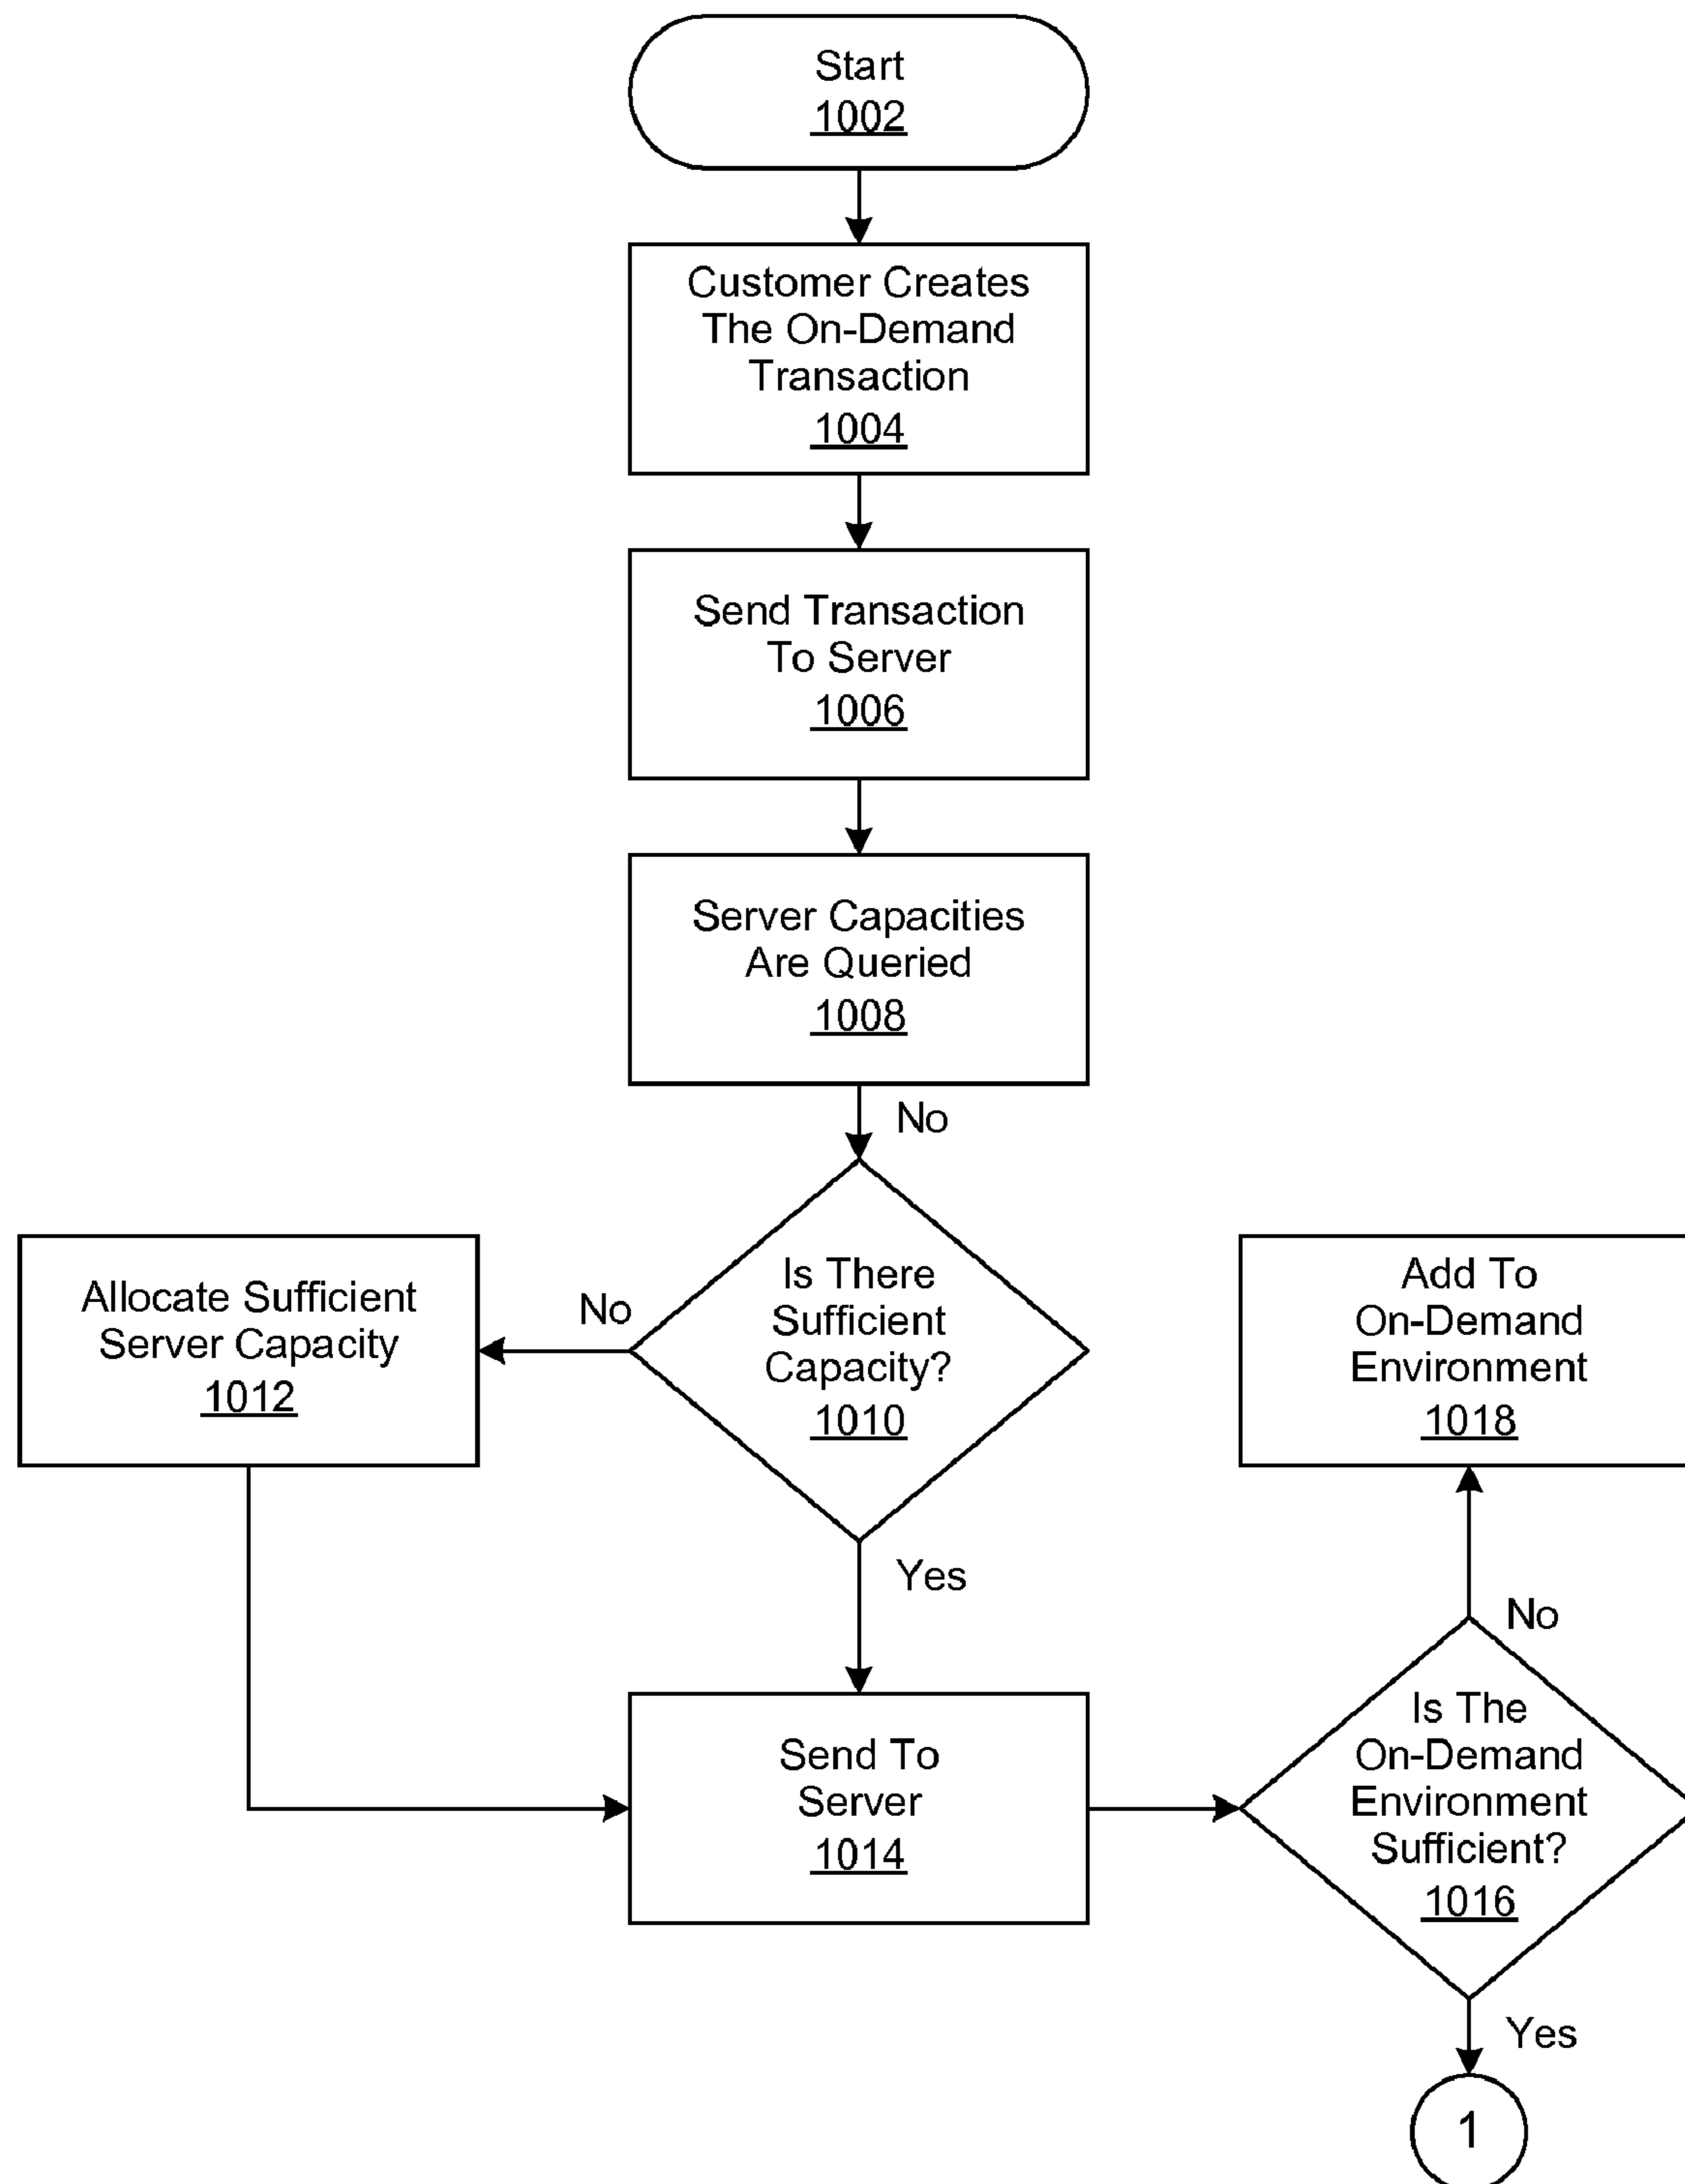 Start
1002
Customer Creates
The On-Demand
Transaction
1004
Send Transaction
To Server
1006
Server Capacities
Are Queried
1008
No
Is There
Sufficient
Capacity?
1010
No
Allocate Sufficient
Server Capacity
1012
Yes
Send To
Server
1014
Is The
On-Demand
Environment
Sufficient?
1016
No
Add To
On-Demand
Environment
1018
Yes
1